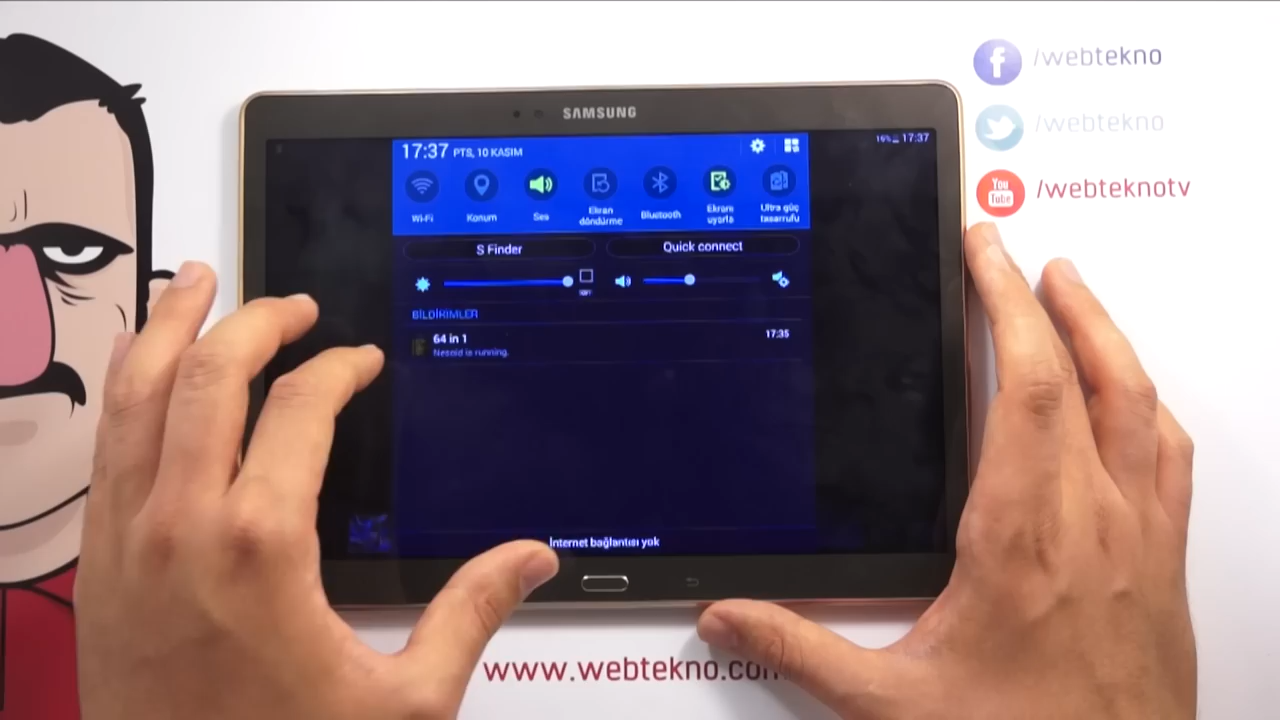 /webtekno
SAMSUNG
/webtekno
17:37 PTS, 10 KASIM
17:37
You
Tube
/webteknotv
Wi-Fi
Konum
Ses
Ekran
döndürme
Bluetooth
Ekranı
uyarla
Ultra güç
tasarrufu
S Finder
Quick connect
BİLDİRİMLER
64 in 1
17:35
Nesoid is running.
İnternet bağlantısı yok
www.webtekno.com